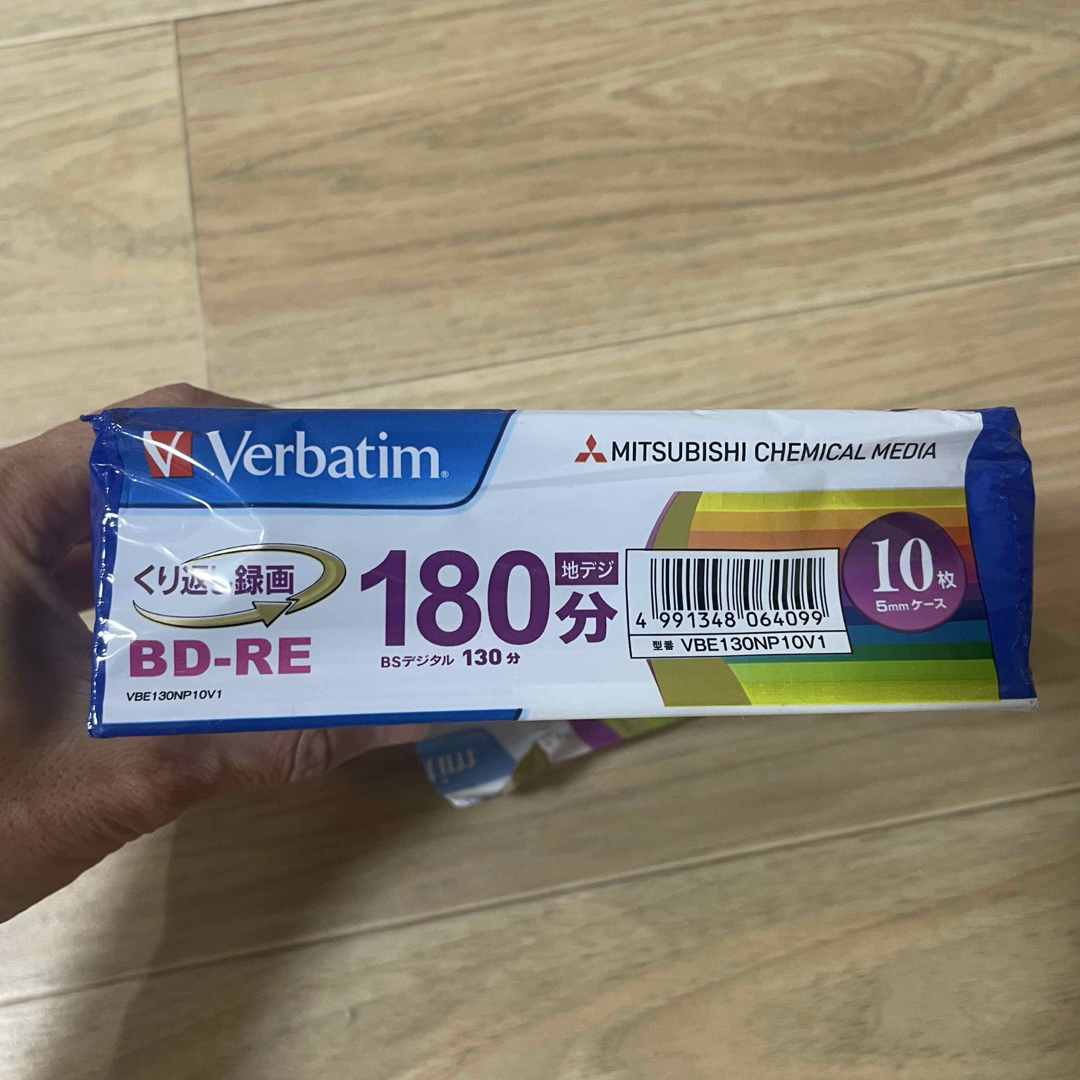 Verbatim®
MITSUBISHI CHEMICAL MEDIA
くり返し録画
BD-RE
VBE130NP10V1
180分
地デジ
BSデジタル 130分
4 991348 064099
型番 VBE130NP10V1
10枚
5mmケース